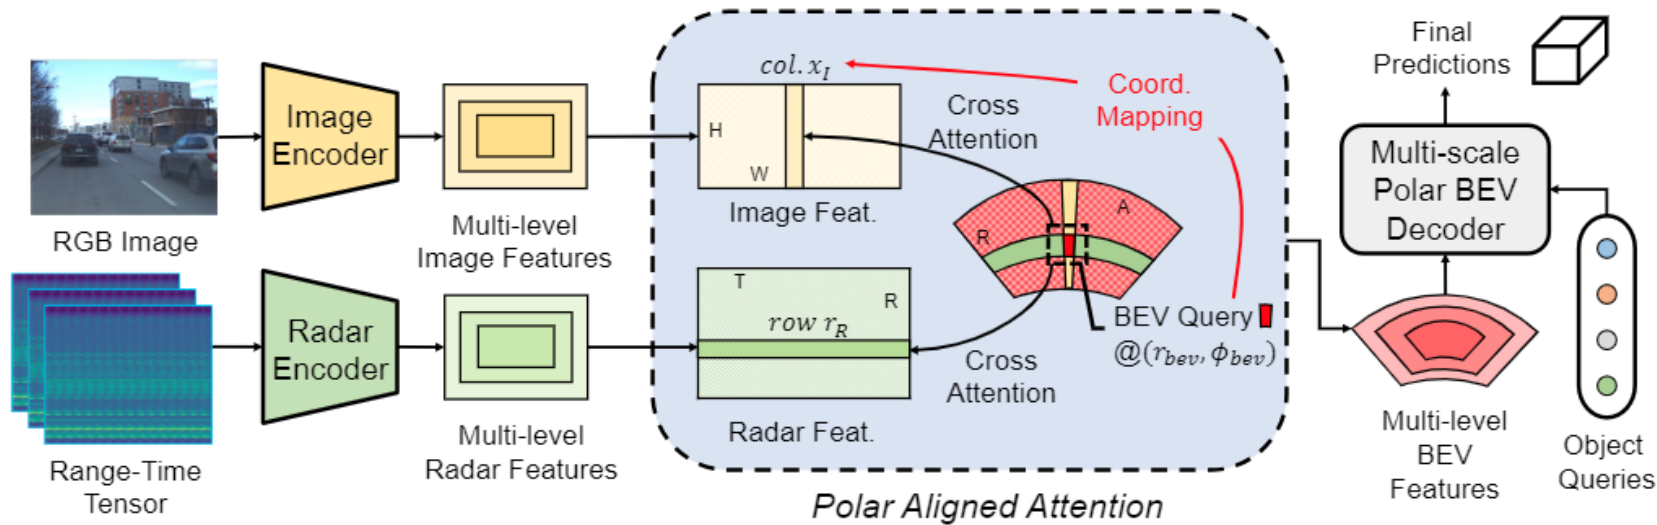 RGB Image
Range-Time
Tensor
Image
Encoder
Radar
Encoder
Multi-level
Image Features
Multi-level
Radar Features
col. x_I
H
W
Image Feat.
T
R
row r_R
Radar Feat.
Cross
Attention
Coord.
Mapping
R
A
BEV Query
@(r_bev, ϕ_bev)
Cross
Attention
Polar Aligned Attention
Final
Predictions
Multi-scale
Polar BEV
Decoder
Multi-level
BEV
Features
Object
Queries